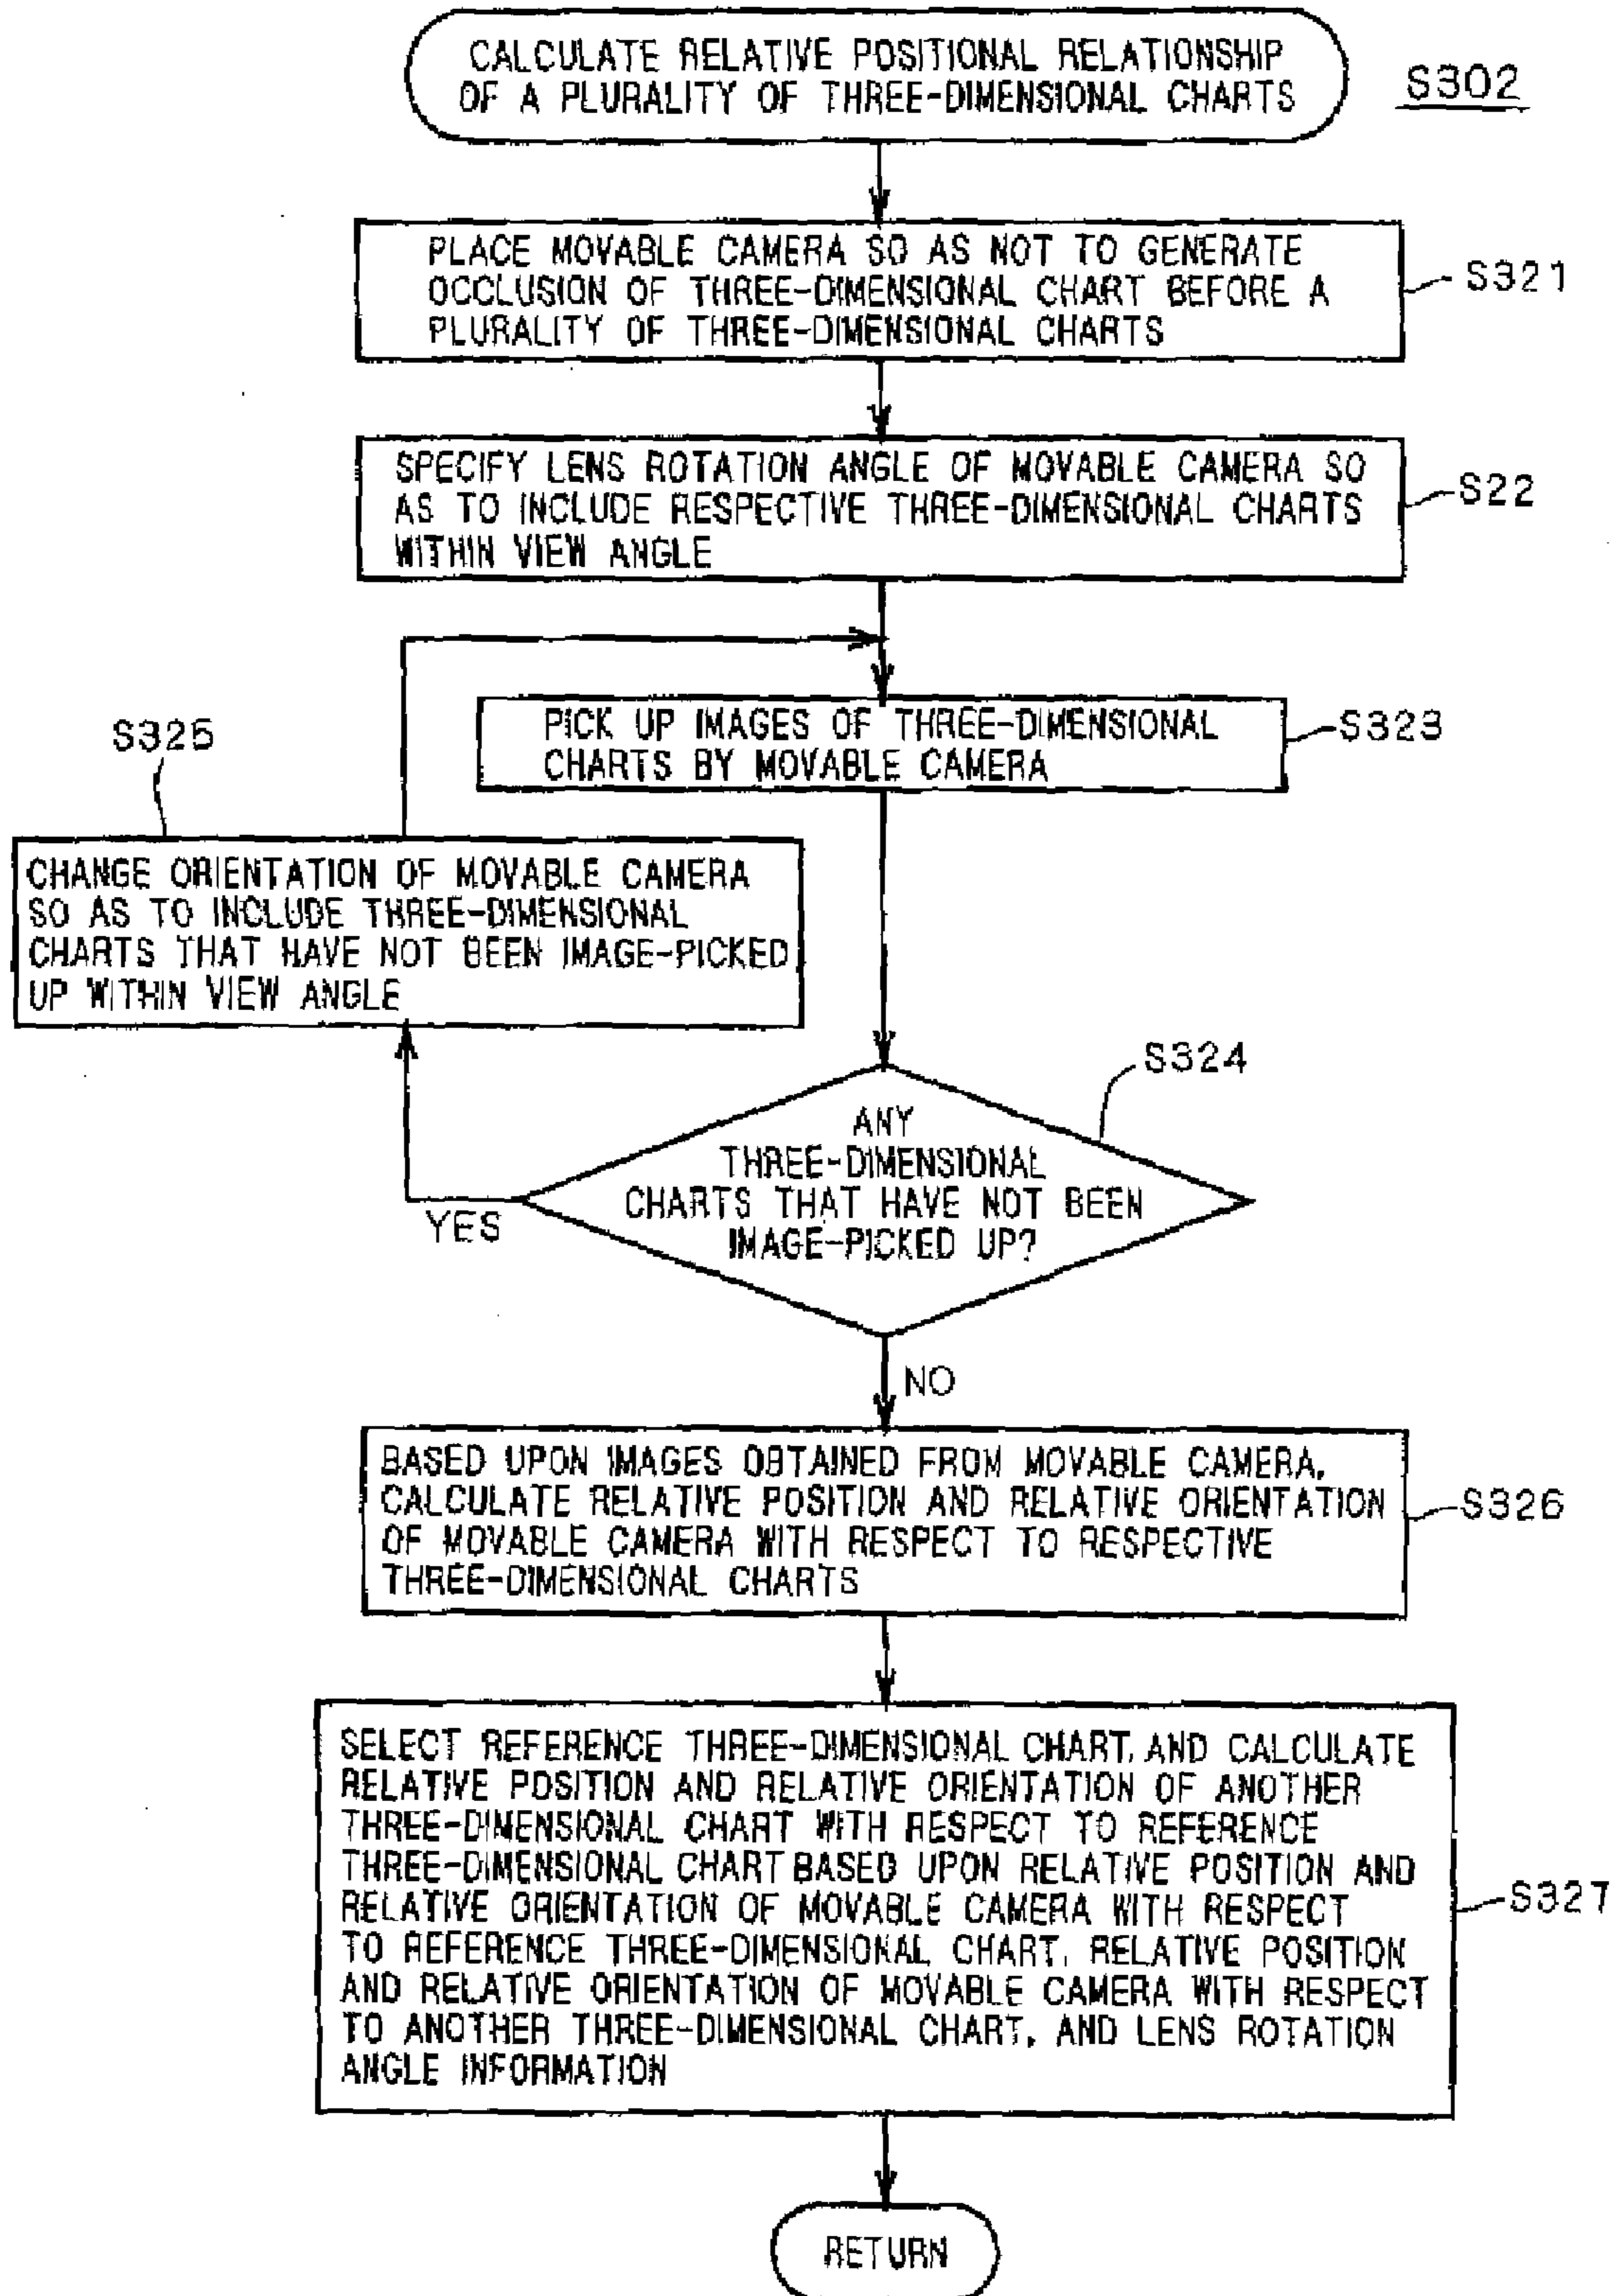 CALCULATE RELATIVE POSITIONAL RELATIONSHIP
OF A PLURALITY OF THREE-DIMENSIONAL CHARTS
S302
PLACE MOVABLE CAMERA SO AS NOT TO GENERATE
OCCLUSION OF THREE-DIMENSIONAL CHART BEFORE A
PLURALITY OF THREE-DIMENSIONAL CHARTS
S321
SPECIFY LENS ROTATION ANGLE OF MOVABLE CAMERA SO
AS TO INCLUDE RESPECTIVE THREE-DIMENSIONAL CHARTS
WITHIN VIEW ANGLE
S22
PICK UP IMAGES OF THREE-DIMENSIONAL
CHARTS BY MOVABLE CAMERA
S323
S325
CHANGE ORIENTATION OF MOVABLE CAMERA
SO AS TO INCLUDE THREE-DIMENSIONAL
CHARTS THAT HAVE NOT BEEN IMAGE-PICKED
UP WITHIN VIEW ANGLE
S324
ANY
THREE-DIMENSIONAL
CHARTS THAT HAVE NOT BEEN
IMAGE-PICKED UP?
YES
NO
BASED UPON IMAGES OBTAINED FROM MOVABLE CAMERA,
CALCULATE RELATIVE POSITION AND RELATIVE ORIENTATION
OF MOVABLE CAMERA WITH RESPECT TO RESPECTIVE
THREE-DIMENSIONAL CHARTS
S326
SELECT REFERENCE THREE-DIMENSIONAL CHART, AND CALCULATE
RELATIVE POSITION AND RELATIVE ORIENTATION OF ANOTHER
THREE-DIMENSIONAL CHART WITH RESPECT TO REFERENCE
THREE-DIMENSIONAL CHART BASED UPON RELATIVE POSITION AND
RELATIVE ORIENTATION OF MOVABLE CAMERA WITH RESPECT
TO REFERENCE THREE-DIMENSIONAL CHART, RELATIVE POSITION
AND RELATIVE ORIENTATION OF MOVABLE CAMERA WITH RESPECT
TO ANOTHER THREE-DIMENSIONAL CHART, AND LENS ROTATION
ANGLE INFORMATION
S327
RETURN